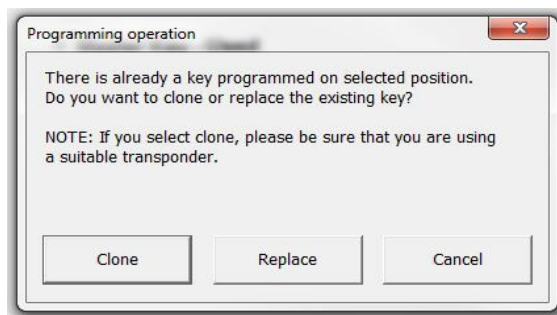 Programming operation
There is already a key programmed on selected position.
Do you want to clone or replace the existing key?
NOTE: If you select clone, please be sure that you are using
a suitable transponder.
Clone
Replace
Cancel